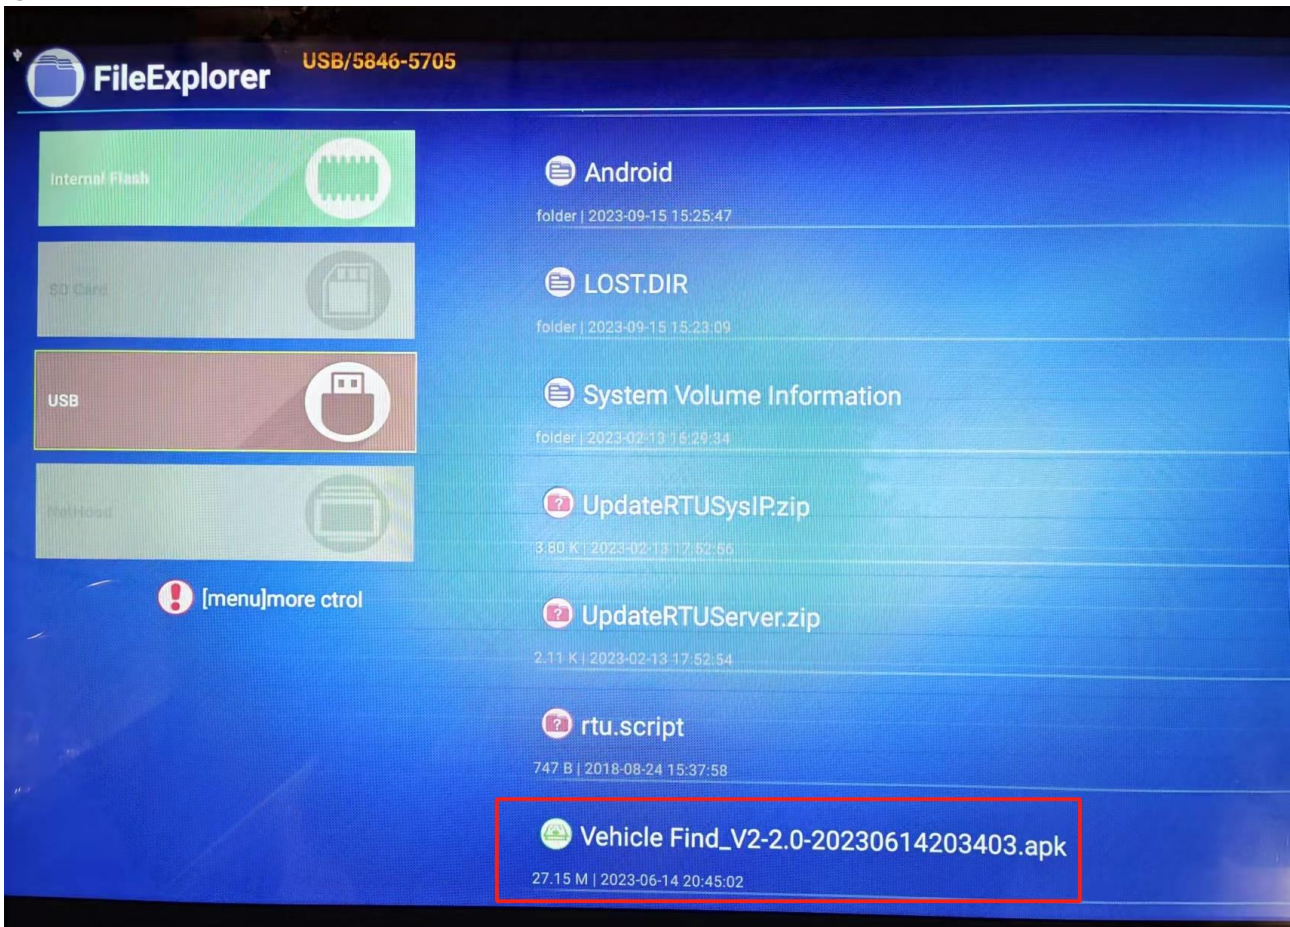 FileExplorer
USB/5846-5705
Internal Flash
SD Card
USB
NetHood
[menu]more ctrol
Android
folder | 2023-09-15 15:25:47
LOST.DIR
folder | 2023-09-15 15:23:09
System Volume Information
folder | 2023-02-13 16:29:34
UpdateRTUSysIP.zip
3.80 K | 2023-02-13 17:52:56
UpdateRTUServer.zip
2.11 K | 2023-02-13 17:52:54
rtu.script
747 B | 2018-08-24 15:37:58
Vehicle Find_V2-2.0-20230614203403.apk
27.15 M | 2023-06-14 20:45:02